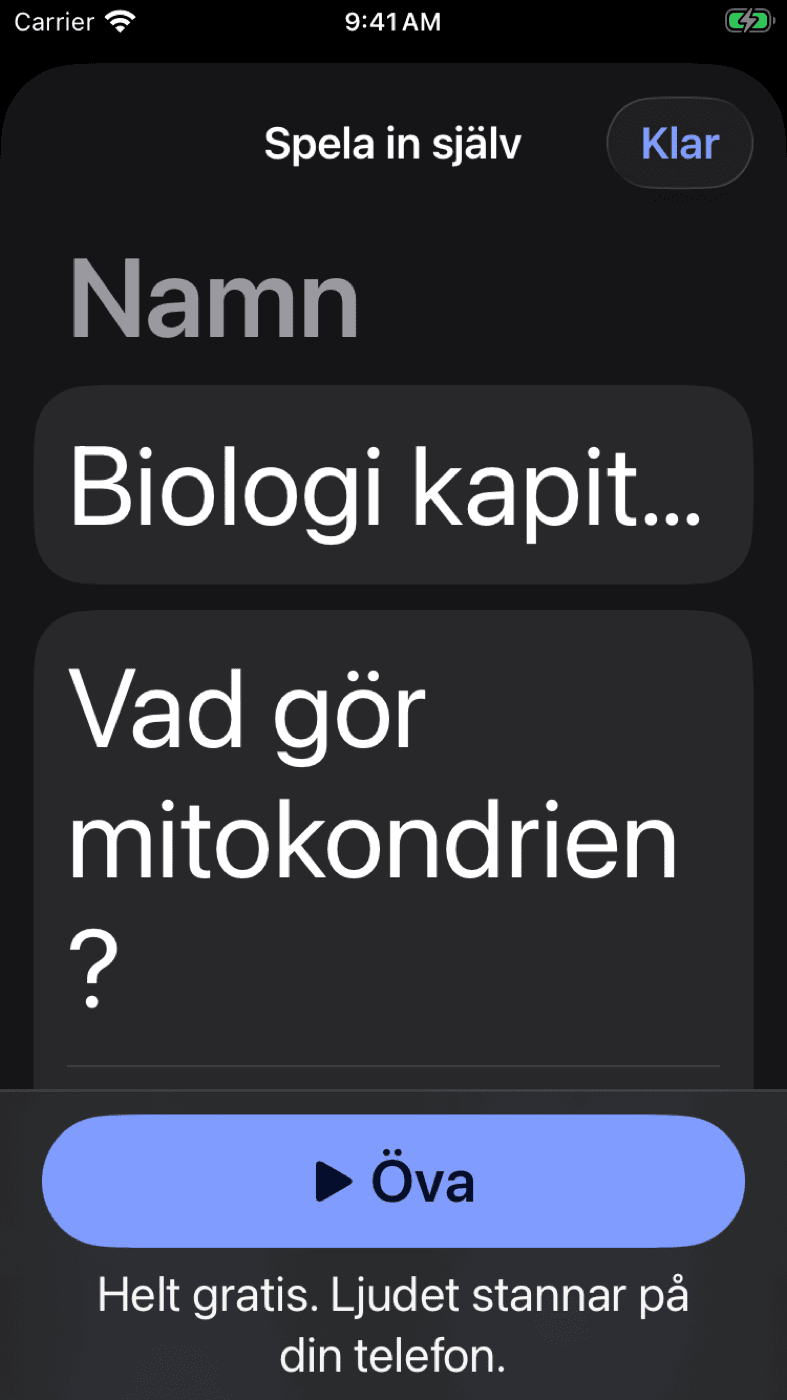 Carrier 9:41 AM
Spela in själv Klar
Namn
Biologi kapit...
Vad gör
mitokondrien
?
Öva
Helt gratis. Ljudet stannar på
din telefon.